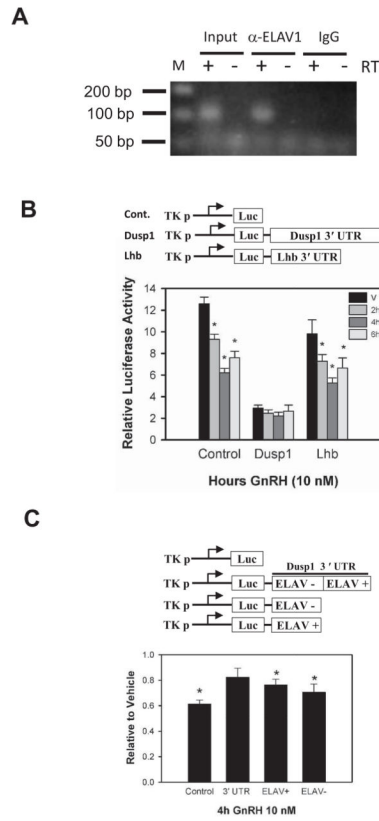 A
Input α-ELAV1 IgG
M + - + - + - RT
200 bp
100 bp
50 bp
B
Cont. TK p Luc
Dusp1 TK p Luc Dusp1 3′ UTR
Lhb TK p Luc Lhb 3′ UTR
Relative Luciferase Activity
14
12
10
8
6
4
2
0
V
2h
4h
6h
* * *
* * *
Control Dusp1 Lhb
Hours GnRH (10 nM)
C
TK p Luc
Dusp1 3′ UTR
TK p Luc ELAV - ELAV +
TK p Luc ELAV -
TK p Luc ELAV +
Relative to Vehicle
1.0
0.8
0.6
0.4
0.2
0.0
* * *
Control 3' UTR ELAV+ ELAV-
4h GnRH 10 nM